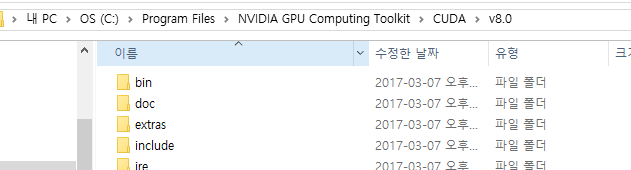 내 PC > OS (C:) > Program Files > NVIDIA GPU Computing Toolkit > CUDA > v8.0
이름 수정한 날짜 유형
bin 2017-03-07 오후... 파일 폴더
doc 2017-03-07 오후... 파일 폴더
extras 2017-03-07 오후... 파일 폴더
include 2017-03-07 오후... 파일 폴더
jre 2017-03-07 오후... 파일 폴더